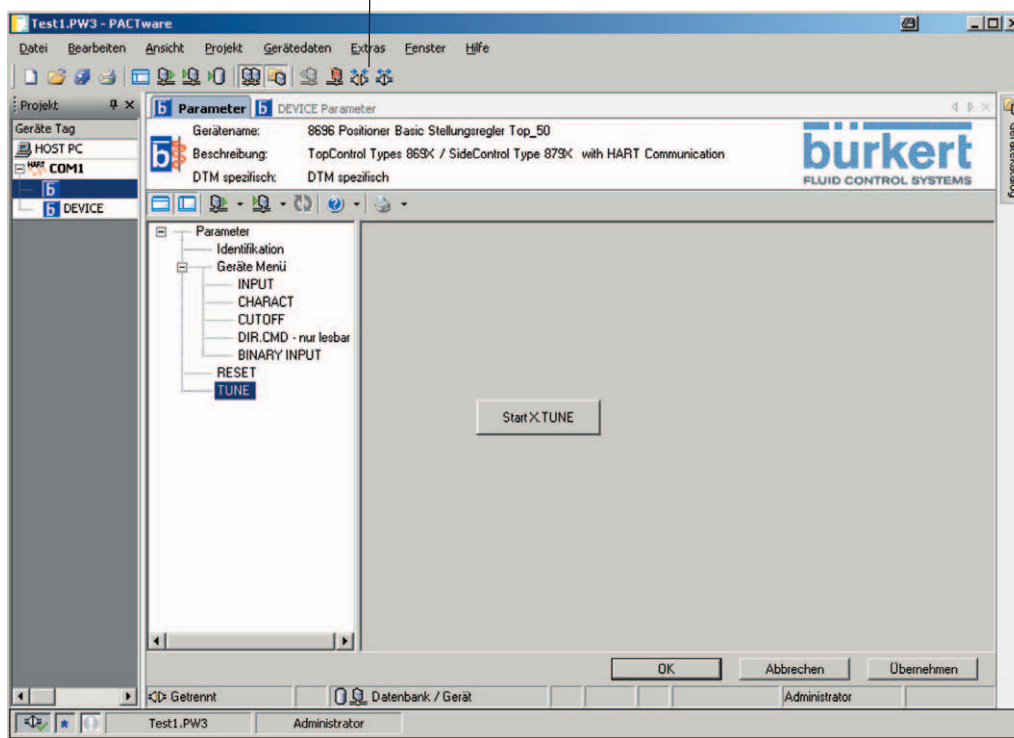 Test1.PW3 - PACTware
Datei Bearbeiten Ansicht Projekt Gerätedaten Extras Fenster Hilfe
Projekt
Geräte Tag
HOST PC
HART COM1
DEVICE
Parameter DEVICE Parameter
Gerätename: 8696 Positioner Basic Stellungsregler Top_50
Beschreibung: TopControl Types 869X / SideControl Type 879X with HART Communication
DTM spezifisch: DTM spezifisch
burkert
FLUID CONTROL SYSTEMS
Parameter
Identifikation
Geräte Menü
INPUT
CHARACT
CUTOFF
DIR.CMD - nur lesbar
BINARY INPUT
RESET
TUNE
Start X.TUNE
OK Abbrechen Übernehmen
Getrennt Datenbank / Gerät Administrator
Test1.PW3 Administrator